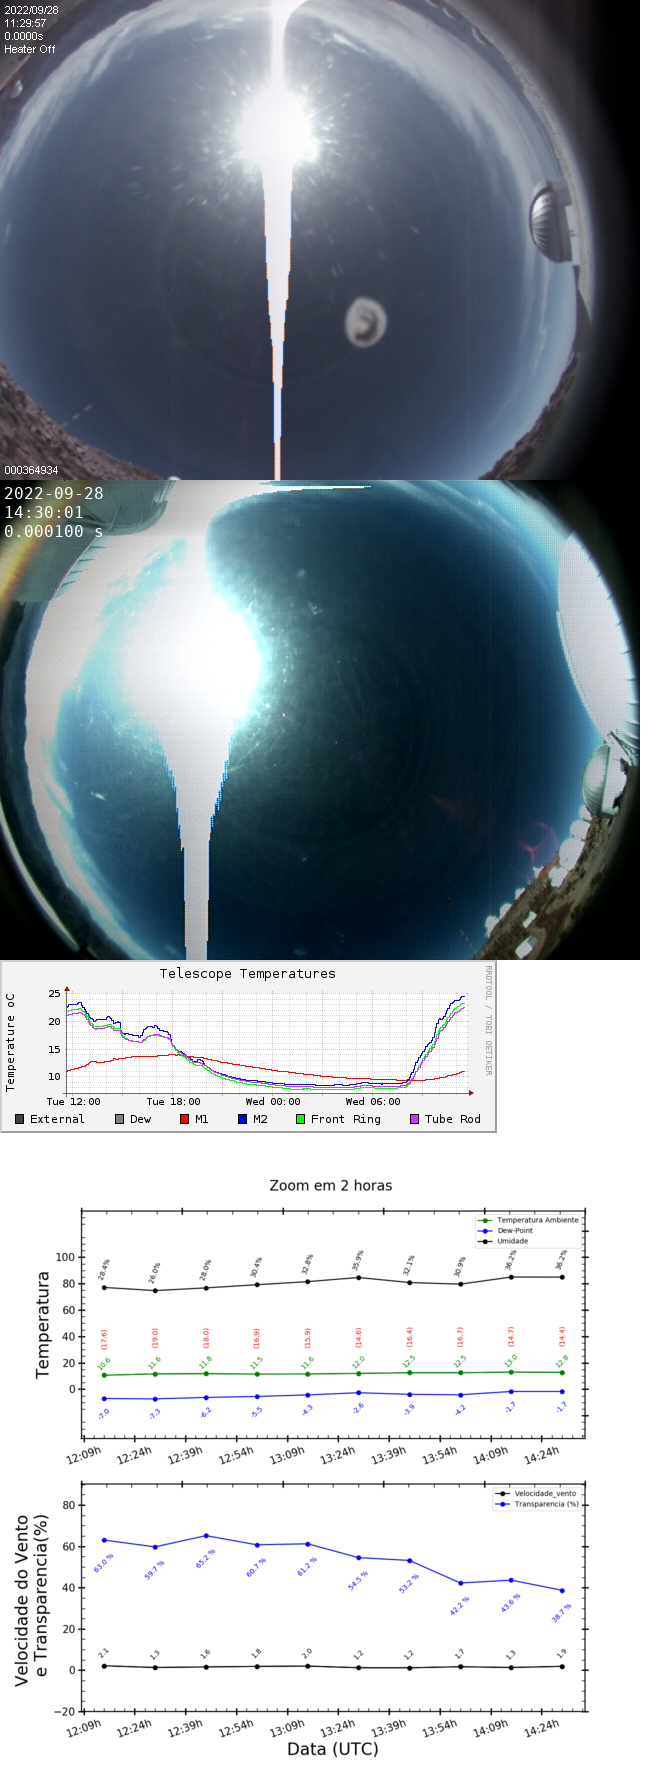 2022/09/28
11:29:57
0.0000s
Heater Off
000364934
2022-09-28
14:30:01
0.000100 s
Telescope Temperatures
RRDTOOL / TOBI OETIKER
Temperature oC
25
20
15
10
Tue 12:00 Tue 18:00 Wed 00:00 Wed 06:00
External Dew M1 M2 Front Ring Tube Rod
Zoom em 2 horas
Temperatura Ambiente
Dew-Point
Umidade
Temperatura
100
80
60
40
20
0
28.4% 26.0% 28.0% 30.4% 32.8% 35.9% 32.1% 30.9% 36.2% 36.2%
(17.6) (19.0) (18.0) (16.9) (15.9) (14.6) (16.4) (16.7) (14.7) (14.4)
10.6 11.6 11.8 11.5 11.6 12.0 12.5 12.5 13.0 12.8
-7.0 -7.3 -6.2 -5.5 -4.3 -2.6 -3.9 -4.2 -1.7 -1.7
12:09h 12:24h 12:39h 12:54h 13:09h 13:24h 13:39h 13:54h 14:09h 14:24h
Velocidade_vento
Transparencia (%)
Velocidade do Vento
e Transparencia(%)
80
60
40
20
0
−20
63.0 % 59.7 % 65.2 % 60.7 % 61.2 % 54.5 % 53.2 % 42.2 % 43.6 % 38.7 %
2.1 1.3 1.6 1.8 2.0 1.2 1.2 1.7 1.3 1.9
12:09h 12:24h 12:39h 12:54h 13:09h 13:24h 13:39h 13:54h 14:09h 14:24h
Data (UTC)